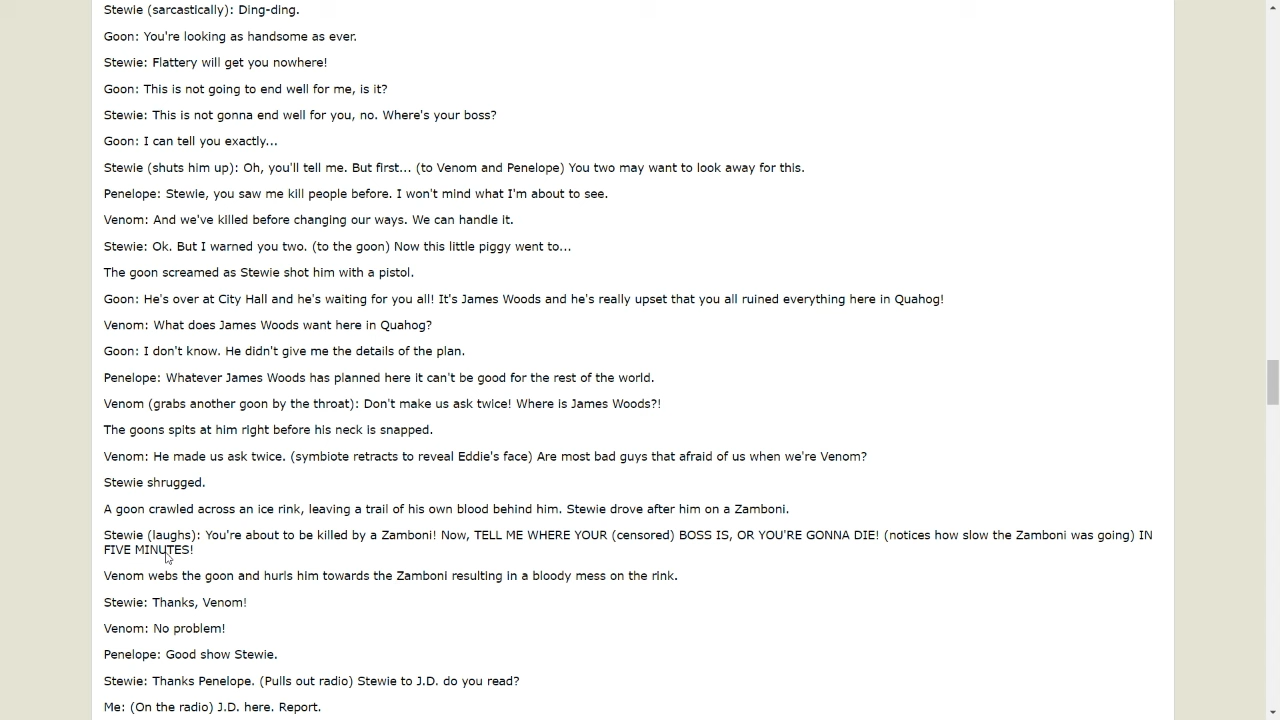 Stewie (sarcastically): Ding-ding.
Goon: You're looking as handsome as ever.
Stewie: Flattery will get you nowhere!
Goon: This is not going to end well for me, is it?
Stewie: This is not gonna end well for you, no. Where's your boss?
Goon: I can tell you exactly...
Stewie (shuts him up): Oh, you'll tell me. But first... (to Venom and Penelope) You two may want to look away for this.
Penelope: Stewie, you saw me kill people before. I won't mind what I'm about to see.
Venom: And we've killed before changing our ways. We can handle it.
Stewie: Ok. But I warned you two. (to the goon) Now this little piggy went to...
The goon screamed as Stewie shot him with a pistol.
Goon: He's over at City Hall and he's waiting for you all! It's James Woods and he's really upset that you all ruined everything here in Quahog!
Venom: What does James Woods want here in Quahog?
Goon: I don't know. He didn't give me the details of the plan.
Penelope: Whatever James Woods has planned here it can't be good for the rest of the world.
Venom (grabs another goon by the throat): Don't make us ask twice! Where is James Woods?!
The goons spits at him right before his neck is snapped.
Venom: He made us ask twice. (symbiote retracts to reveal Eddie's face) Are most bad guys that afraid of us when we're Venom?
Stewie shrugged.
A goon crawled across an ice rink, leaving a trail of his own blood behind him. Stewie drove after him on a Zamboni.
Stewie (laughs): You're about to be killed by a Zamboni! Now, TELL ME WHERE YOUR (censored) BOSS IS, OR YOU'RE GONNA DIE! (notices how slow the Zamboni was going) IN
FIVE MINUTES!
Venom webs the goon and hurls him towards the Zamboni resulting in a bloody mess on the rink.
Stewie: Thanks, Venom!
Venom: No problem!
Penelope: Good show Stewie.
Stewie: Thanks Penelope. (Pulls out radio) Stewie to J.D. do you read?
Me: (On the radio) J.D. here. Report.